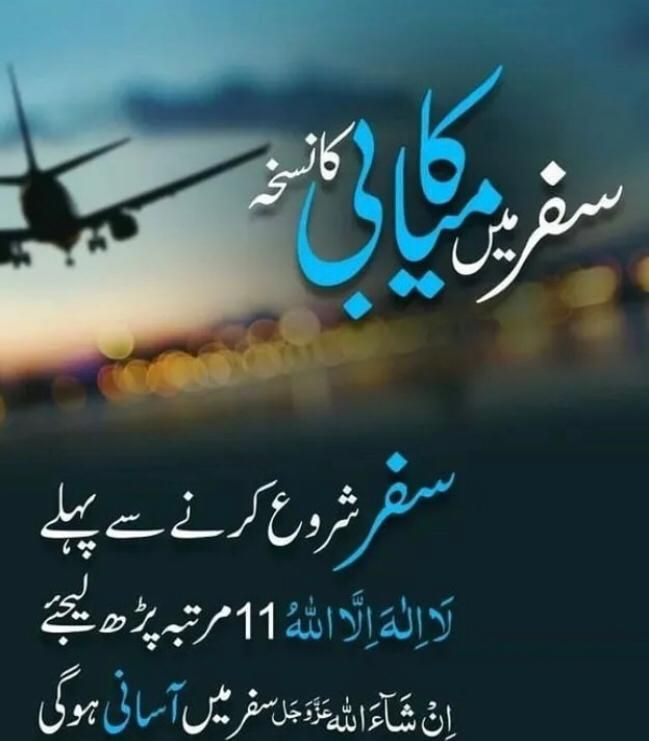 سفر میں کامیابی کا نسخہ
سفر شروع کرنے سے پہلے
لَا اِلٰہَ اِلَّا اللہُ 11 مرتبہ پڑھ لیجئے
اِنْ شَآءَ اللہ عَزَّوَجَل سفر میں آسانی ہوگی